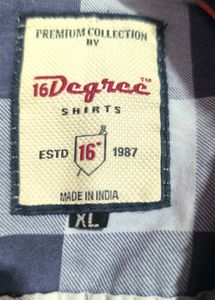 PREMIUM COLLECTION
BY
16Degree™
SHIRTS
ESTD 16" 1987
MADE IN INDIA
XL